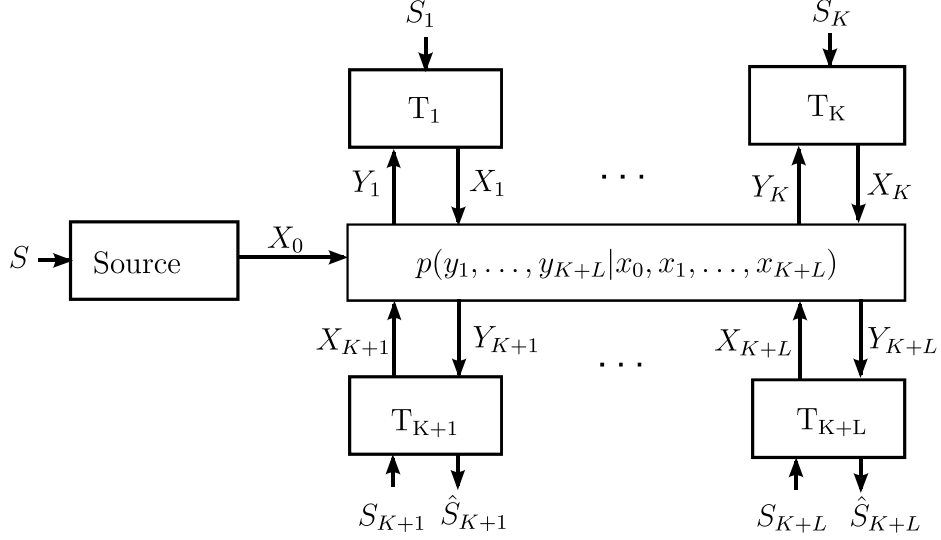 S_1 S_K
T_1 T_K
Y_1 X_1 . . . Y_K X_K
S Source X_0 p(y_1, . . . , y_{K+L}|x_0, x_1, . . . , x_{K+L})
X_{K+1} Y_{K+1} . . . X_{K+L} Y_{K+L}
T_{K+1} T_{K+L}
S_{K+1} Ŝ_{K+1} S_{K+L} Ŝ_{K+L}